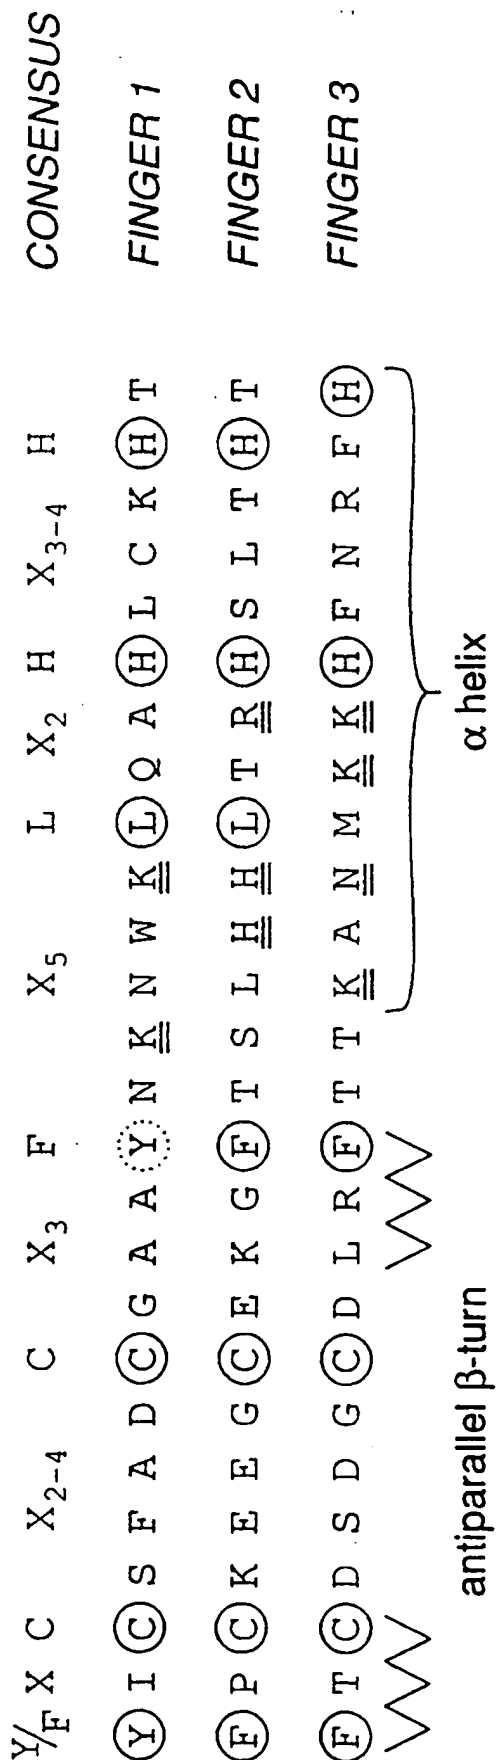 Y/F X C X₂₋₄ C X₃ F X₅ L X₂ H X₃₋₄ H CONSENSUS
Y I C S F A D C G A A Y N K N W K L Q A H L C K H T FINGER 1
F P C K E E G C E K G F T S L H H L T R H S L T H T FINGER 2
F T C D S D G C D L R F T T K A N M K K H F N R F H FINGER 3
antiparallel β-turn α helix